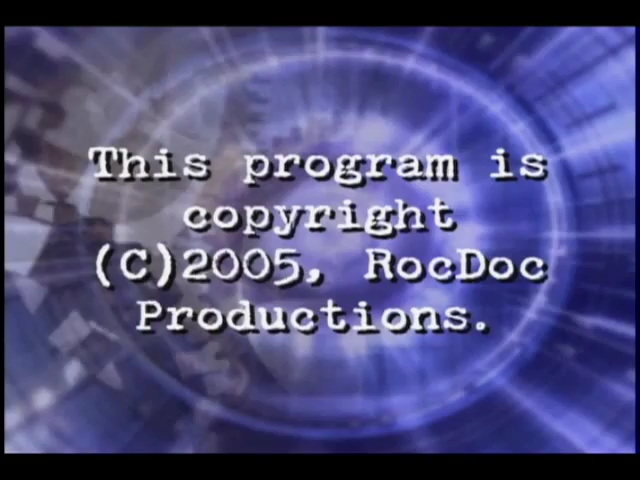 This program is
copyright
(C)2005, RocDoc
Productions.